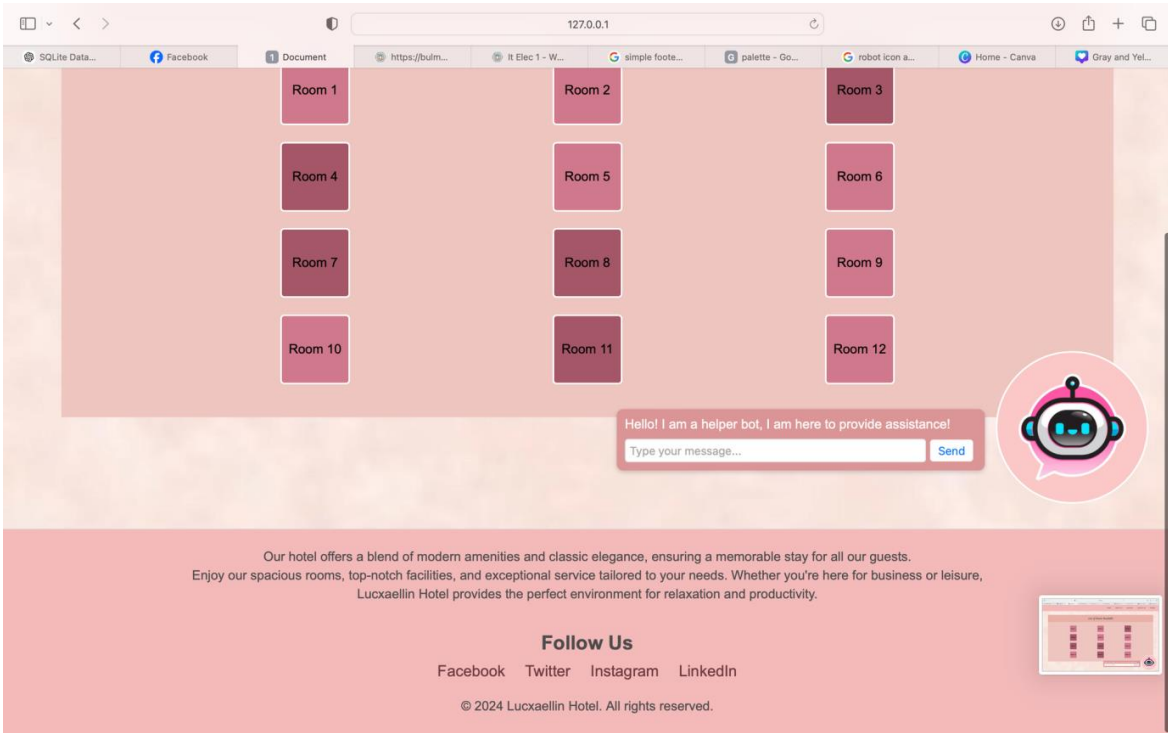 127.0.0.1
SQLite Data...
Facebook
1 Document
https://bulm...
It Elec 1 - W...
G simple foote...
G palette - Go...
G robot icon a...
C Home - Canva
Gray and Yel...
Room 1
Room 2
Room 3
Room 4
Room 5
Room 6
Room 7
Room 8
Room 9
Room 10
Room 11
Room 12
Hello! I am a helper bot, I am here to provide assistance!
Type your message...
Send
Our hotel offers a blend of modern amenities and classic elegance, ensuring a memorable stay for all our guests.
Enjoy our spacious rooms, top-notch facilities, and exceptional service tailored to your needs. Whether you're here for business or leisure,
Lucxaellin Hotel provides the perfect environment for relaxation and productivity.
Follow Us
Facebook Twitter Instagram LinkedIn
© 2024 Lucxaellin Hotel. All rights reserved.